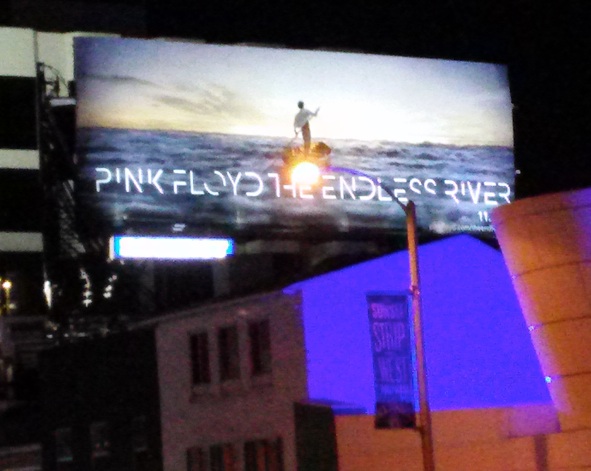 PINK FLOYD THE ENDLESS RIVER
SUNSET
STRIP
WEST